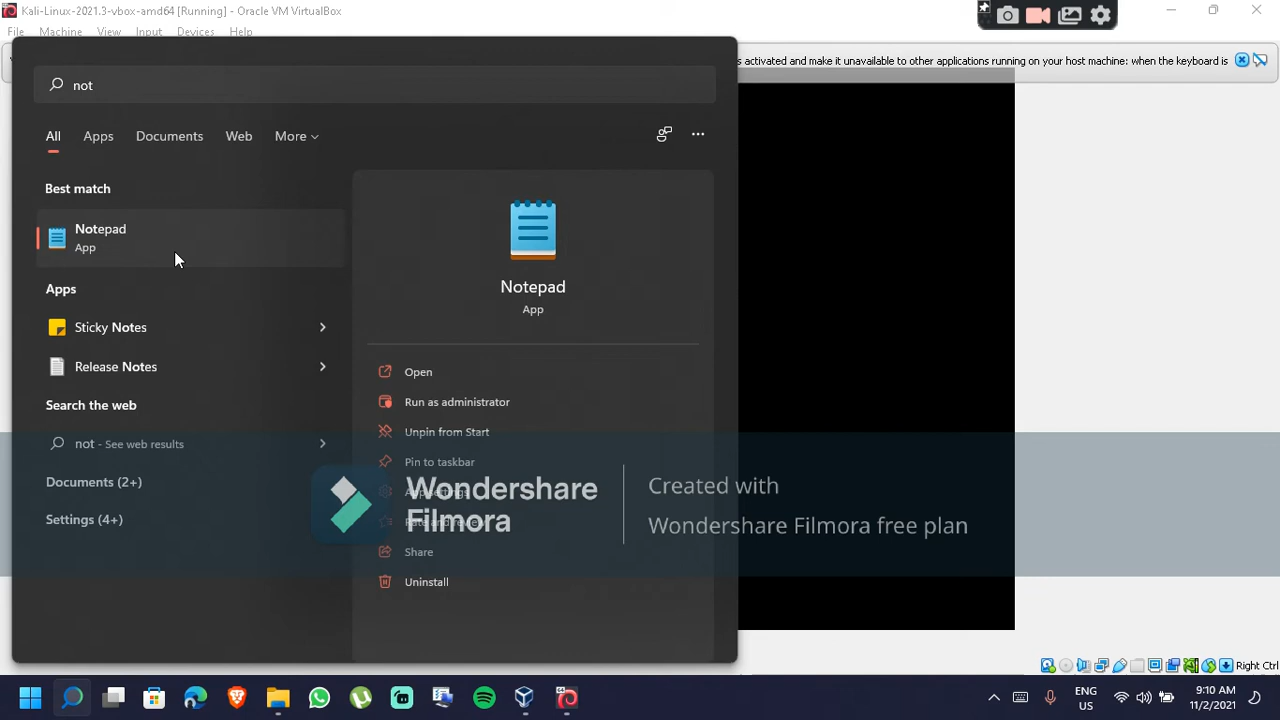 Kali-Linux-2021.3-vbox-amd64 [Running] - Oracle VM VirtualBox
File Machine View Input Devices Help
s activated and make it unavailable to other applications running on your host machine: when the keyboard is
not
All Apps Documents Web More
Best match
Notepad
App
Notepad
App
Apps
Sticky Notes
Release Notes
Search the web
not - See web results
Documents (2+)
Settings (4+)
Open
Run as administrator
Unpin from Start
Pin to taskbar
Share
Uninstall
Wondershare
Filmora
Created with
Wondershare Filmora free plan
Right Ctrl
ENG
US
9:10 AM
11/2/2021